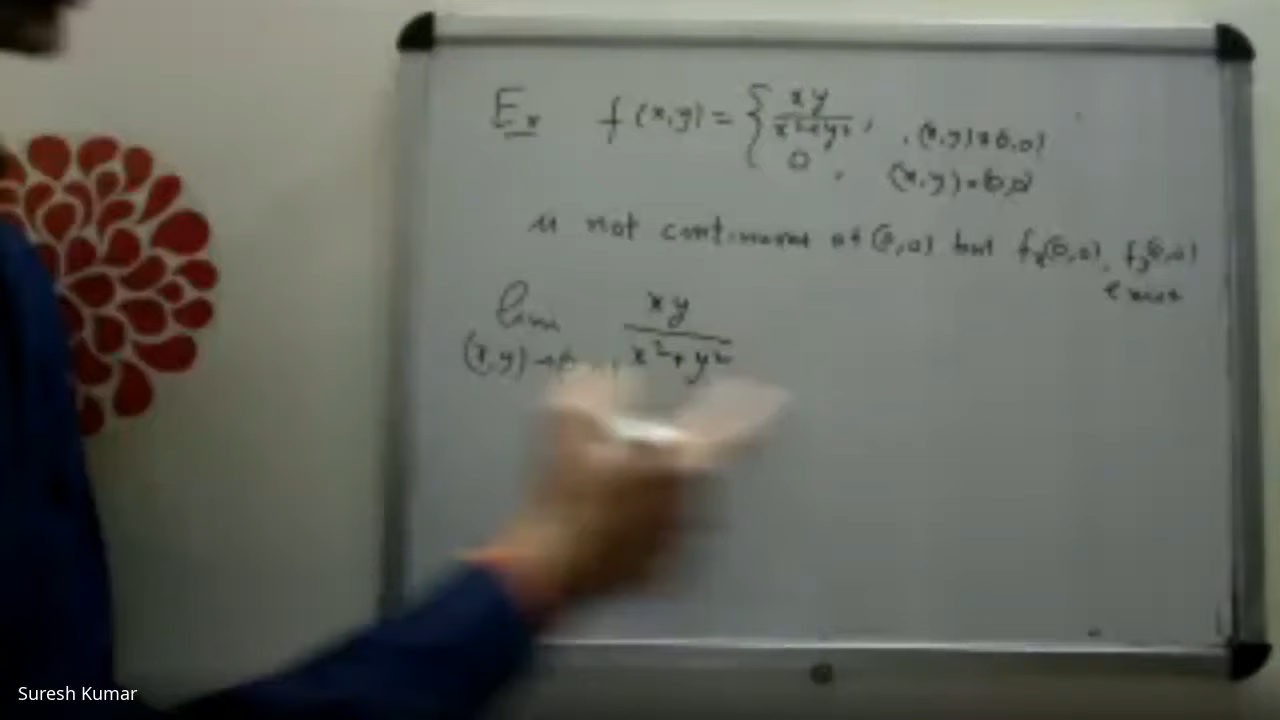 Ex f(x,y) = { xy / x²+y² , , (x,y) ≠ (0,0)
0 , (x,y) = (0,0)
is not continuous at (0,0) but fx(0,0), fy(0,0)
exist
lim xy / x²+y²
(x,y) →
Suresh Kumar